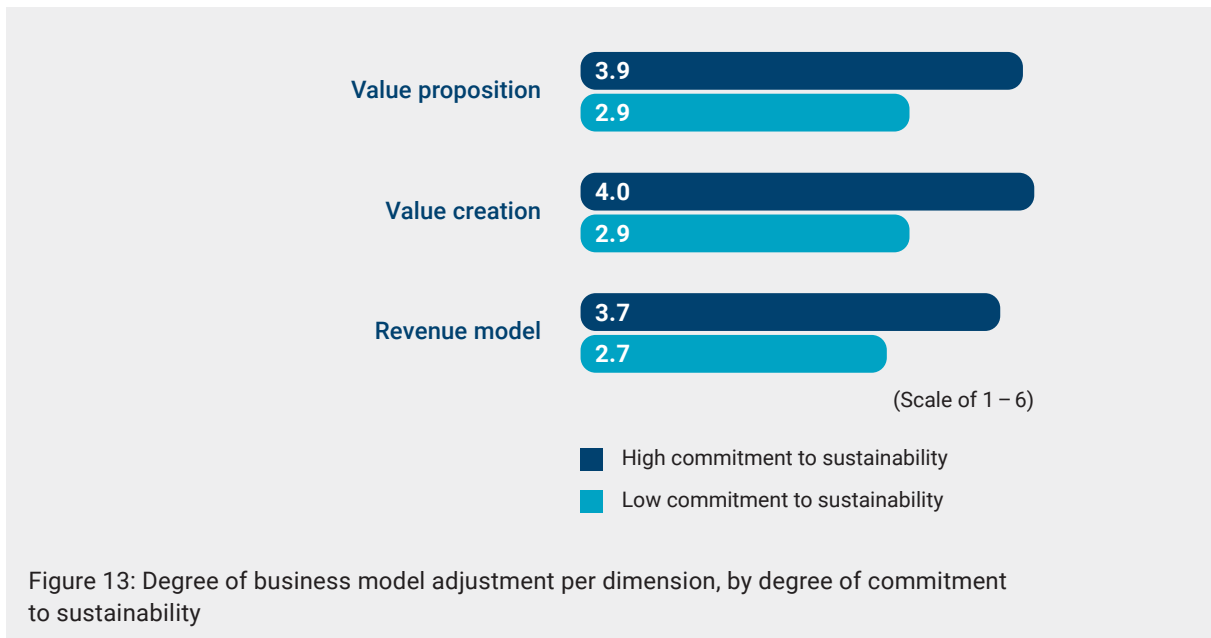 Value proposition
3.9
2.9
Value creation
4.0
2.9
Revenue model
3.7
2.7
(Scale of 1 – 6)
High commitment to sustainability
Low commitment to sustainability
Figure 13: Degree of business model adjustment per dimension, by degree of commitment
to sustainability